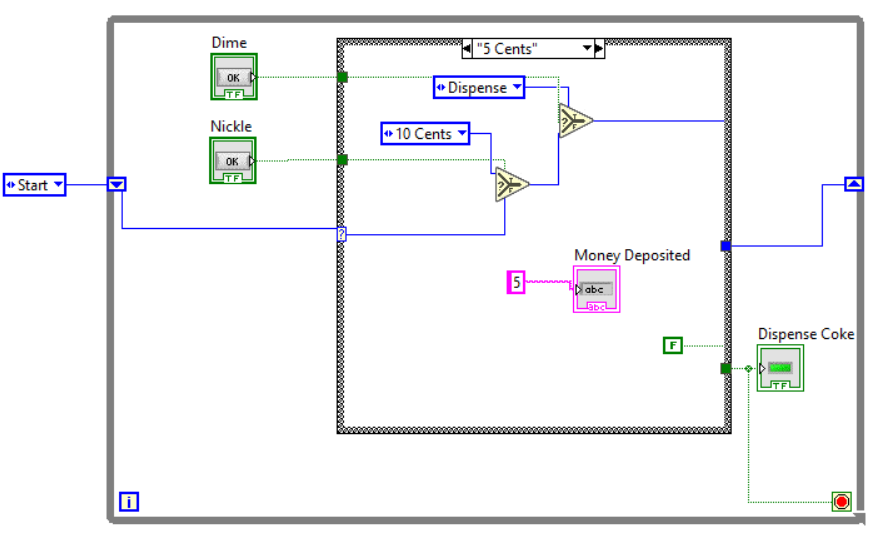 Dime
"5 Cents"
OK
TF
Dispense
? T F
Nickle
10 Cents
OK
TF
? T F
Start
?
Money Deposited
5
abc
abc
F
Dispense Coke
TF
i